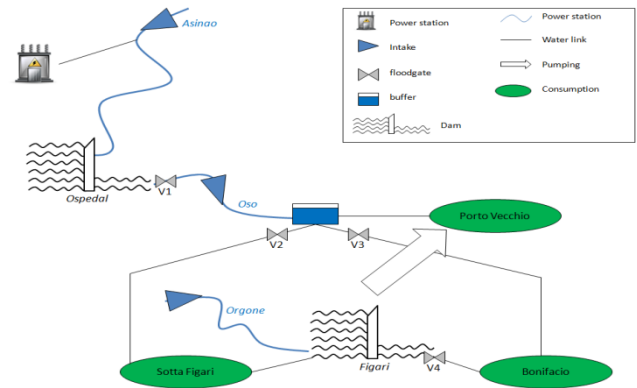 Asinao
Power station
Power station
Intake
Water link
floodgate
Pumping
buffer
Consumption
Dam
Ospedal
V1
Oso
Porto Vecchio
V2
V3
Orgone
Figari
V4
Sotta Figari
Bonifacio